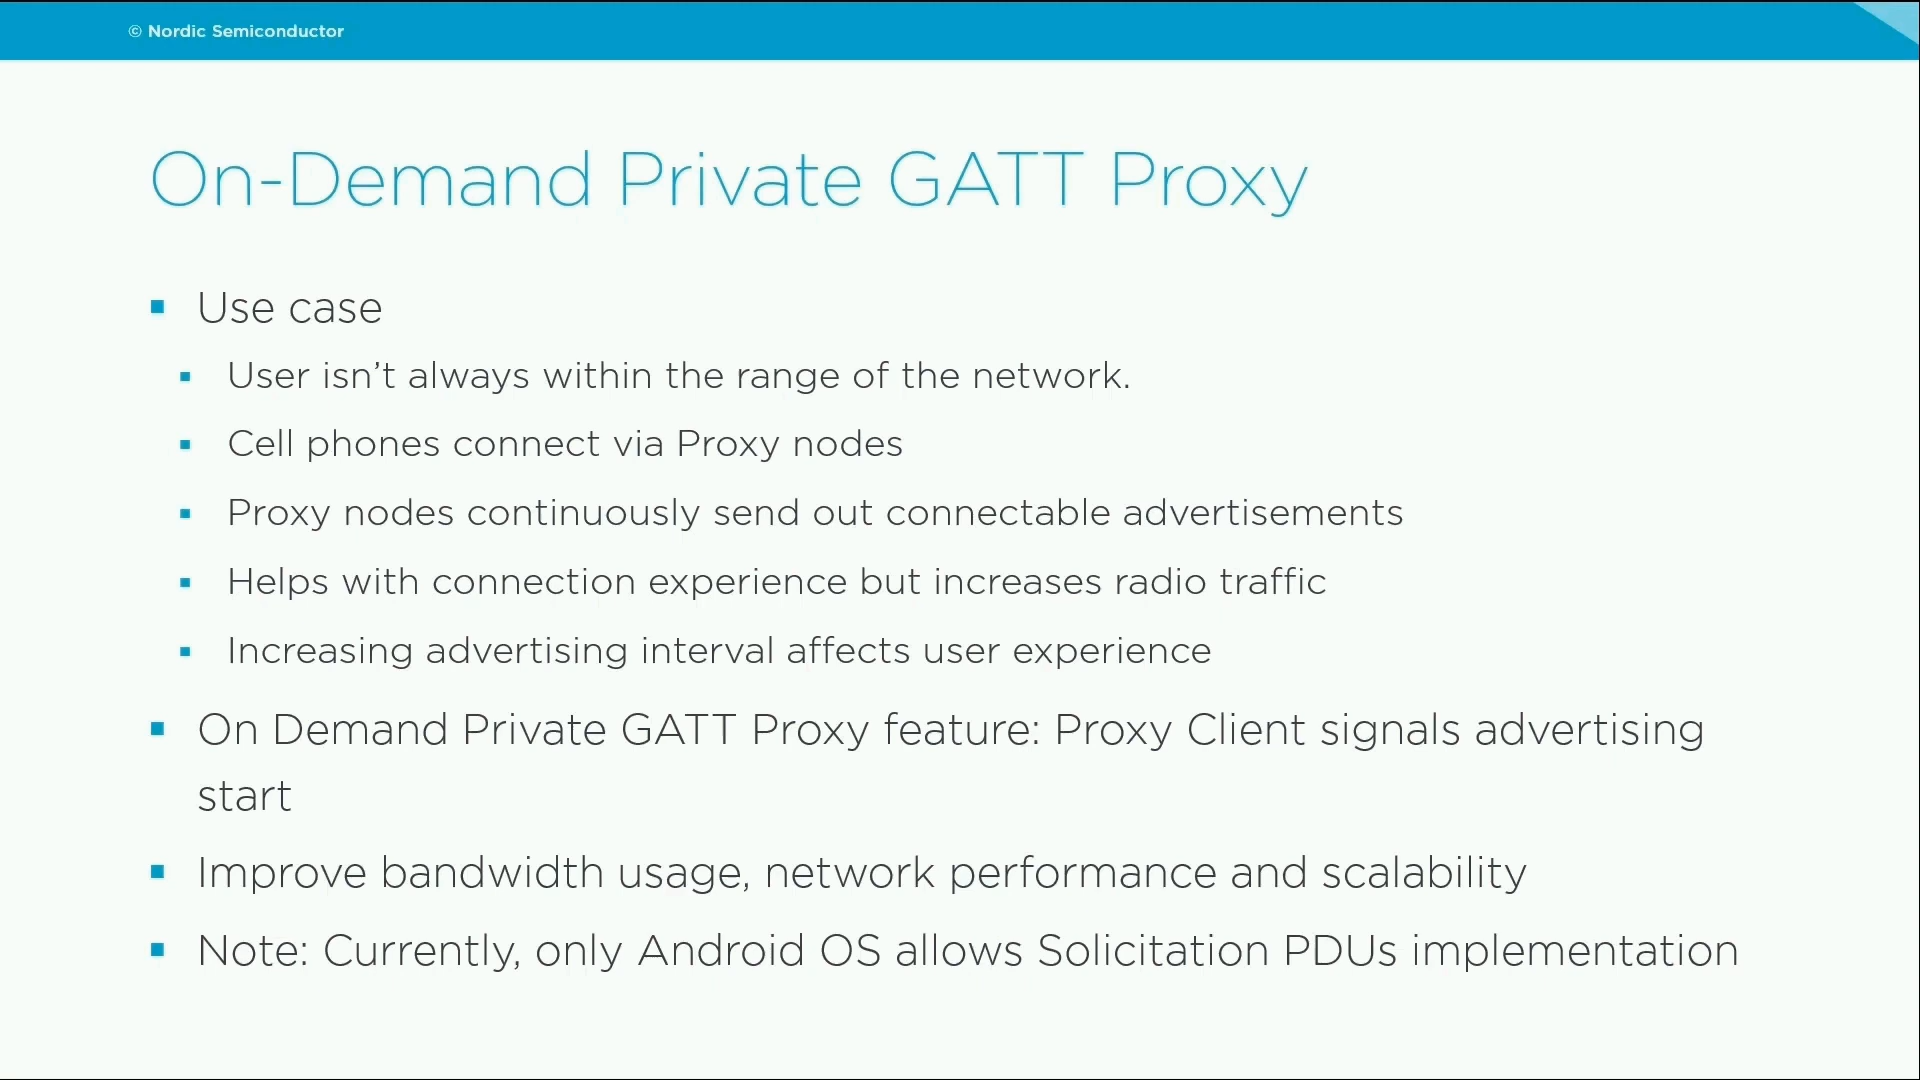 © Nordic Semiconductor
On-Demand Private GATT Proxy
Use case
User isn’t always within the range of the network.
Cell phones connect via Proxy nodes
Proxy nodes continuously send out connectable advertisements
Helps with connection experience but increases radio traffic
Increasing advertising interval affects user experience
On Demand Private GATT Proxy feature: Proxy Client signals advertising
start
Improve bandwidth usage, network performance and scalability
Note: Currently, only Android OS allows Solicitation PDUs implementation